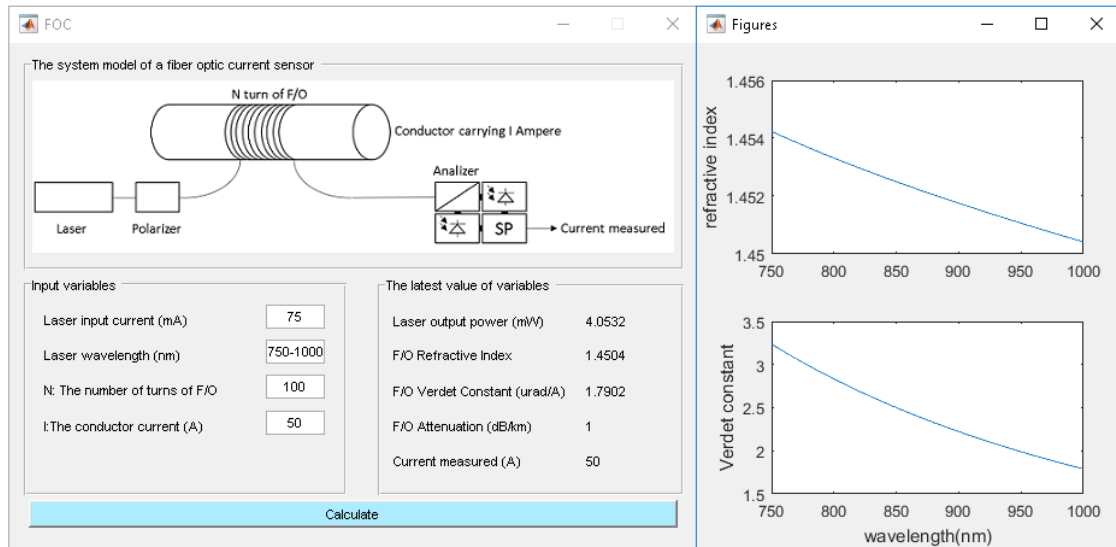 FOC
The system model of a fiber optic current sensor
N turn of F/O
Conductor carrying I Ampere
Analizer
Laser
Polarizer
SP
Current measured
Input variables
Laser input current (mA) 75
Laser wavelength (nm) 750-1000
N: The number of turns of F/O 100
I:The conductor current (A) 50
The latest value of variables
Laser output power (mW) 4.0532
F/O Refractive Index 1.4504
F/O Verdet Constant (urad/A) 1.7902
F/O Attenuation (dB/km) 1
Current measured (A) 50
Calculate
Figures
refractive index
1.456
1.454
1.452
1.45
750 800 850 900 950 1000
Verdet constant
3.5
3
2.5
2
1.5
750 800 850 900 950 1000
wavelength(nm)